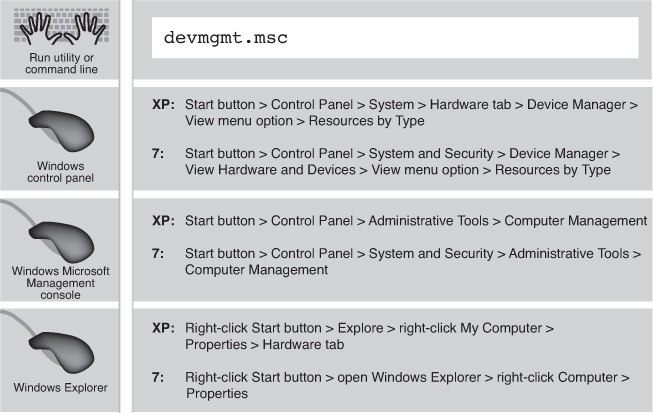 Run utility or
command line
devmgmt.msc
Windows
control panel
XP: Start button > Control Panel > System > Hardware tab > Device Manager >
View menu option > Resources by Type
7: Start button > Control Panel > System and Security > Device Manager >
View Hardware and Devices > View menu option > Resources by Type
Windows Microsoft
Management
console
XP: Start button > Control Panel > Administrative Tools > Computer Management
7: Start button > Control Panel > System and Security > Administrative Tools >
Computer Management
Windows Explorer
XP: Right-click Start button > Explore > right-click My Computer >
Properties > Hardware tab
7: Right-click Start button > open Windows Explorer > right-click Computer >
Properties